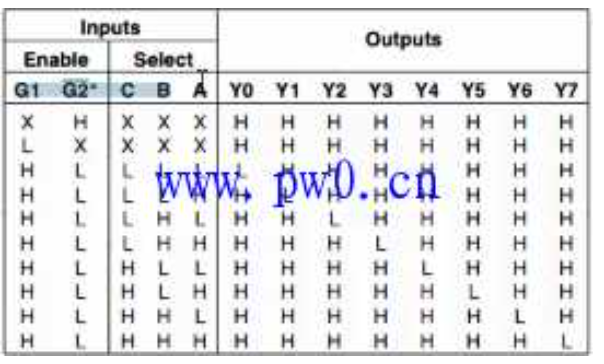 Inputs Outputs
Enable Select
G1 G2* C B A Y0 Y1 Y2 Y3 Y4 Y5 Y6 Y7
X H X X X H H H H H H H H
L X X X X H H H H H H H H
H L L
www.pw0.cn
H L L
H L L H L H H L H H H H H
H L L H H H H H L H H H H
H L H L L H H H H L H H H
H L H L H H H H H H L H H
H L H H L H H H H H H L H
H L H H H H H H H H H H L